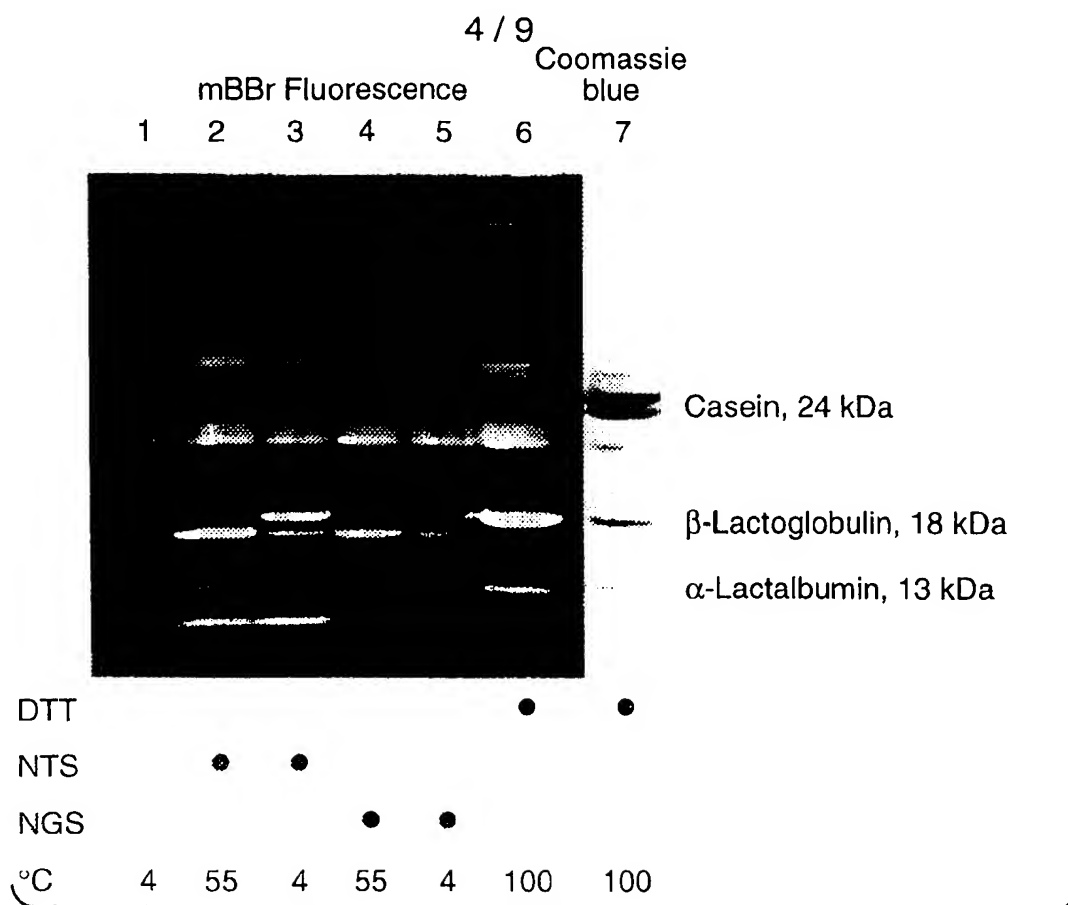 4 / 9
Coomassie
mBBr Fluorescence blue
1 2 3 4 5 6 7
Casein, 24 kDa
β-Lactoglobulin, 18 kDa
α-Lactalbumin, 13 kDa
DTT ● ●
NTS ● ●
NGS ● ●
°C 4 55 4 55 4 100 100